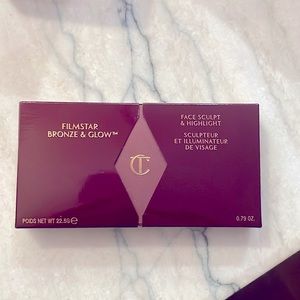 FILMSTAR
BRONZE & GLOW™
FACE SCULPT
& HIGHLIGHT
SCULPTEUR
ET ILLUMINATEUR
DE VISAGE
CT
POIDS NET WT 22.5G℮
0.79 OZ.